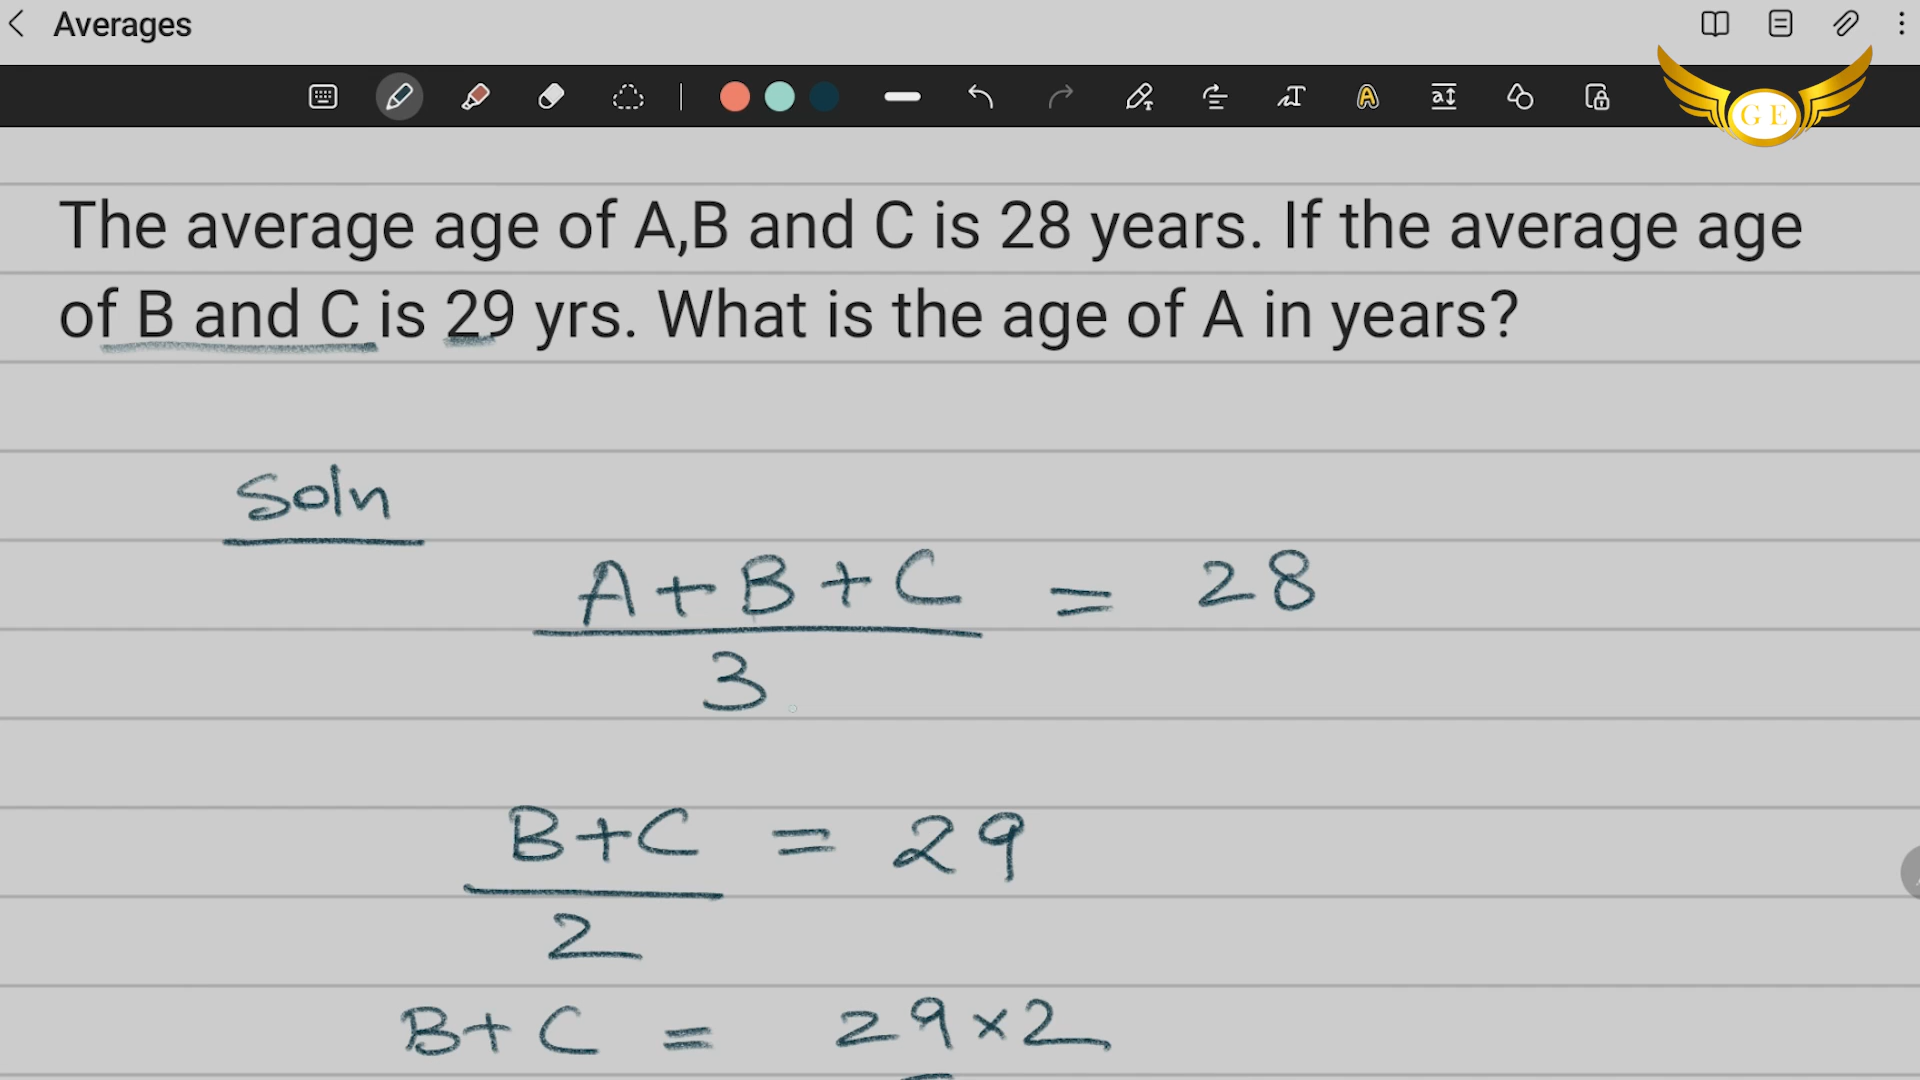 Averages
G E
The average age of A,B and C is 28 years. If the average age
of B and C is 29 yrs. What is the age of A in years?
Soln
A + B + C = 28
3
B + C = 29
2
B + C = 29 × 2